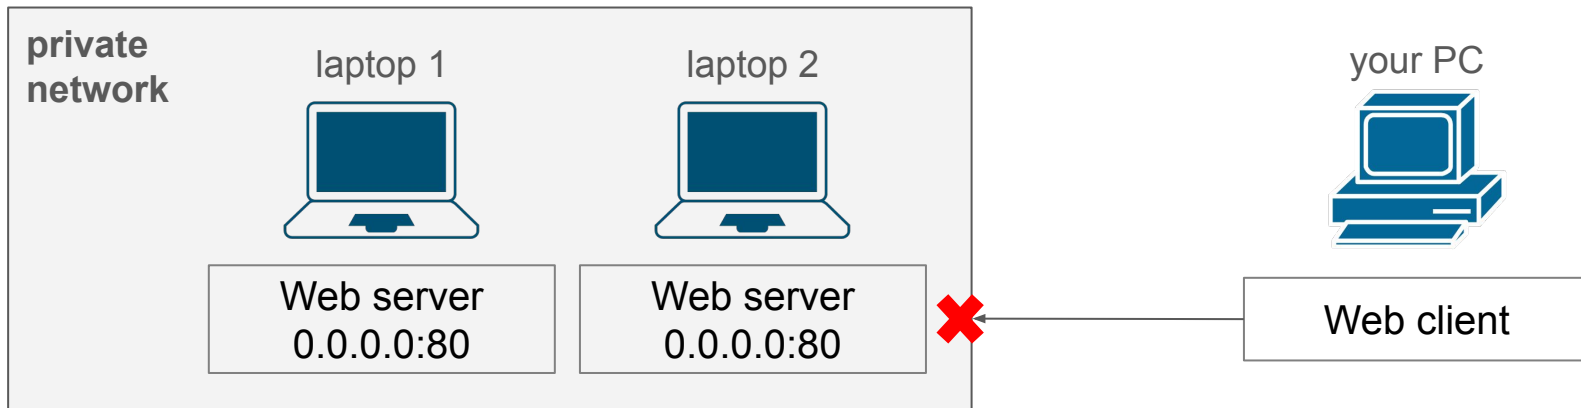 private
network
laptop 1
laptop 2
your PC
Web server
0.0.0.0:80
Web server
0.0.0.0:80
Web client